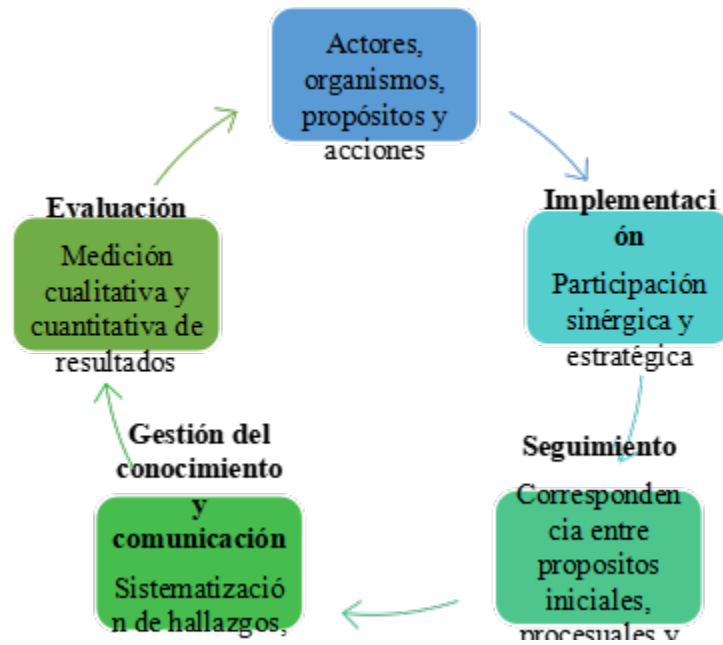 Actores,
organismos,
propósitos y
acciones
Implementaci
ón
Participación
sinérgica y
estratégica
Seguimiento
Corresponden
cia entre
propositos
iniciales,
procesuales y
Gestión del
conocimiento
y
comunicación
Sistematizació
n de hallazgos,
Evaluación
Medición
cualitativa y
cuantitativa de
resultados